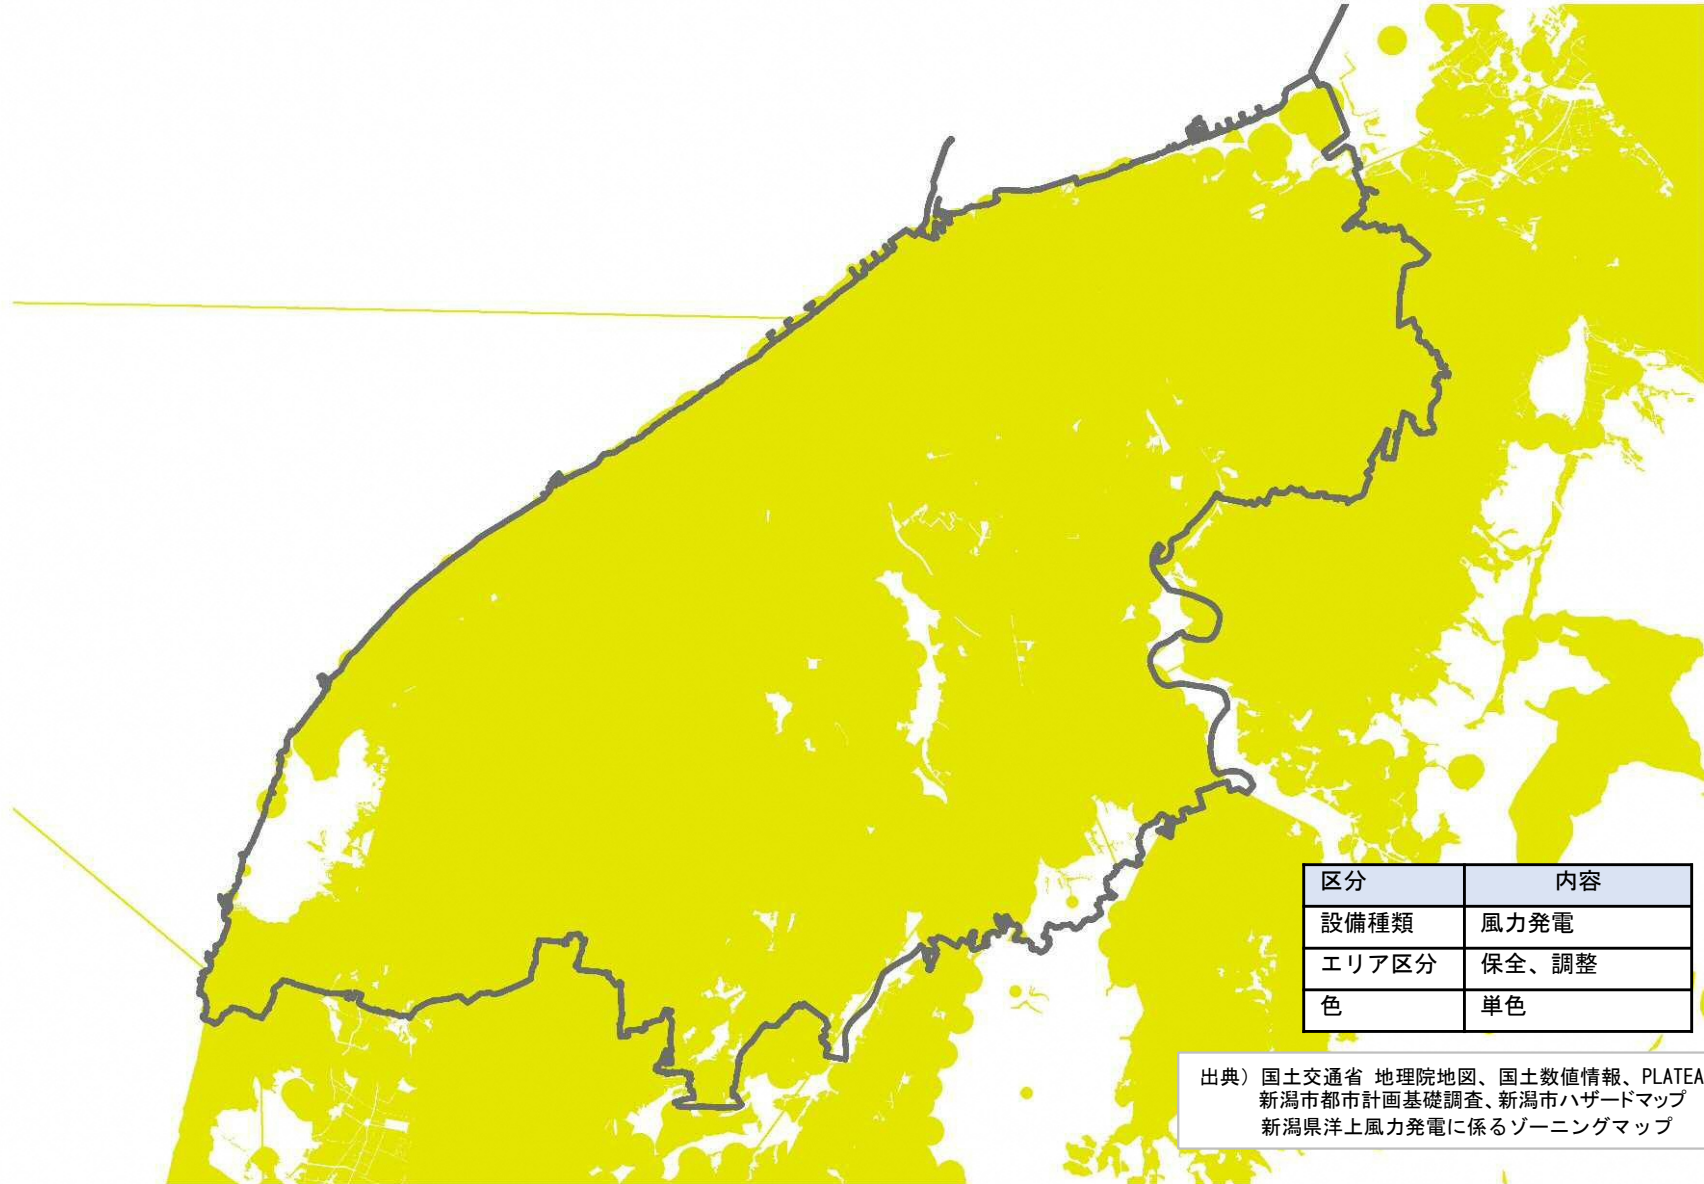 区分 内容
設備種類 風力発電
エリア区分 保全、調整
色 単色
出典) 国土交通省 地理院地図、国土数値情報、PLATEA
新潟市都市計画基礎調査、新潟市ハザードマップ
新潟県洋上風力発電に係るゾーニングマップ